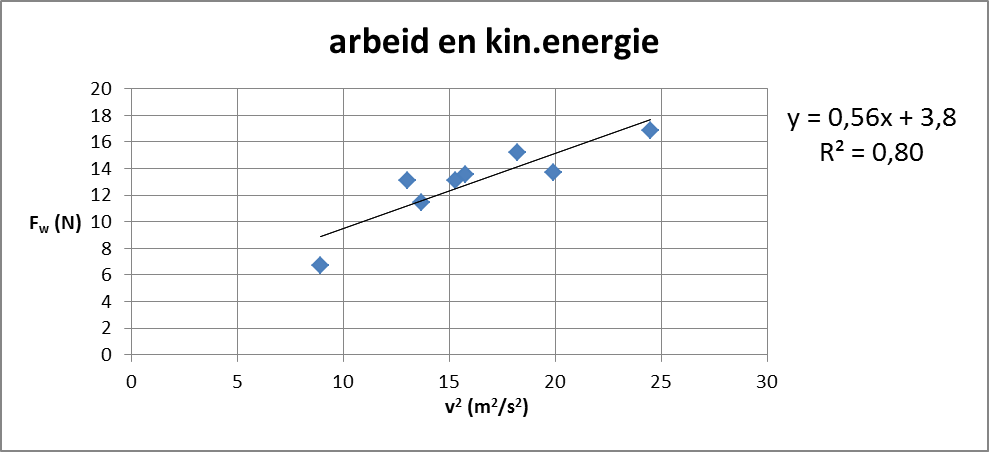 arbeid en kin.energie
20
18
16
14
12
10
8
6
4
2
0
F_w (N)
0 5 10 15 20 25 30
v² (m²/s²)
y = 0,56x + 3,8
R² = 0,80